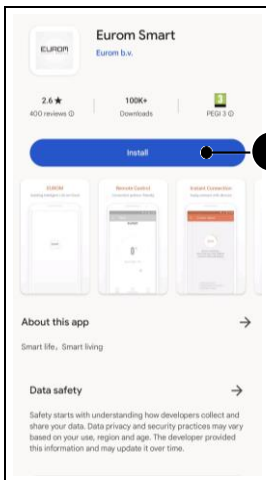 EUROM
Eurom Smart
Eurom b.v.
2.6★
400 reviews
100K+
Downloads
3
PEGI 3
Install
EUROM
Remote Control
Instant Connection
About this app
Smart life, Smart living
Data safety
Safety starts with understanding how developers collect and
share your data. Data privacy and security practices may vary
based on your use, region and age. The developer provided
this information and may update it over time.